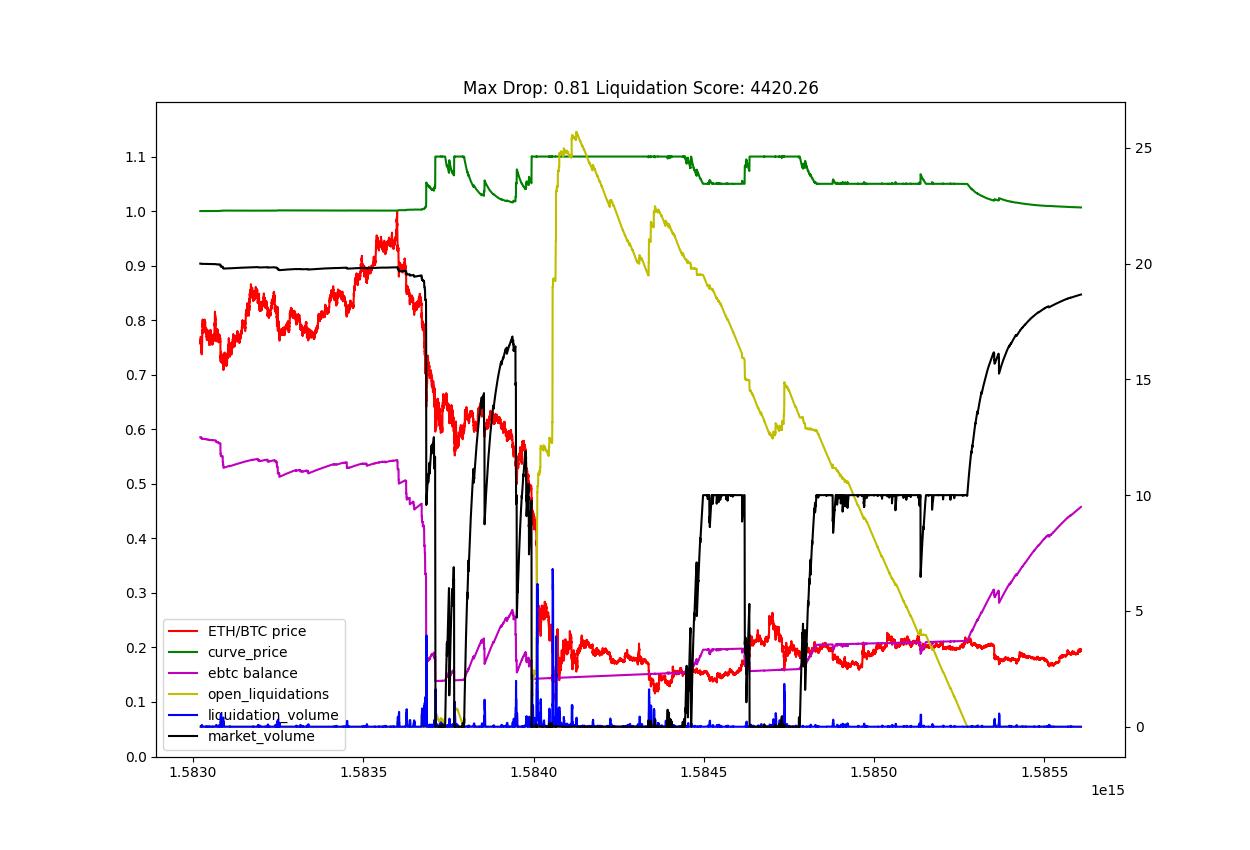 Max Drop: 0.81 Liquidation Score: 4420.26
1.1
1.0
0.9
0.8
0.7
0.6
0.5
0.4
0.3
0.2
0.1
0.0
25
20
15
10
5
0
ETH/BTC price
curve_price
ebtc balance
open_liquidations
liquidation_volume
market_volume
1.5830 1.5835 1.5840 1.5845 1.5850 1.5855
1e15